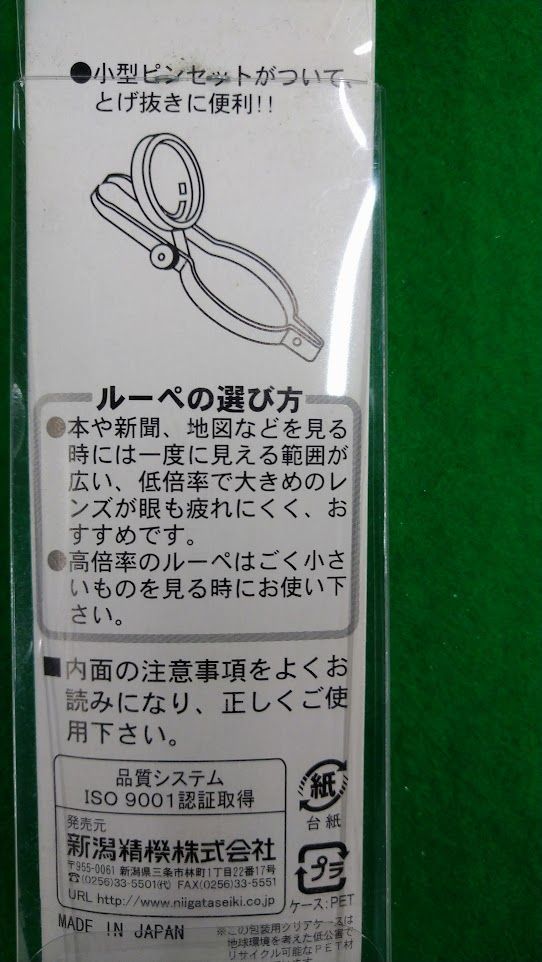 ●小型ピンセットがついて、
とげ抜きに便利!!
ルーペの選び方
●本や新聞、地図などを見る
時には一度に見える範囲が
広い、低倍率で大きめのレ
ンズが眼も疲れにくく、お
すすめです。
●高倍率のルーペはごく小さ
いものを見る時にお使い下
さい。
■内面の注意事項をよくお
読みになり、正しくご使
用下さい。
品質システム
ISO 9001認証取得
発売元
新潟精機株式会社
〒955-0061 新潟県三条市林町1丁目22番17号
☎(0256)33-5501㈹ FAX(0256)33-5551
URL http://www.niigataseiki.co.jp
MADE IN JAPAN
紙
台紙
プラ
ケース:PET
※この包装用クリアケースは
地球環境を考えた低公害で
リサイクル可能なPET材